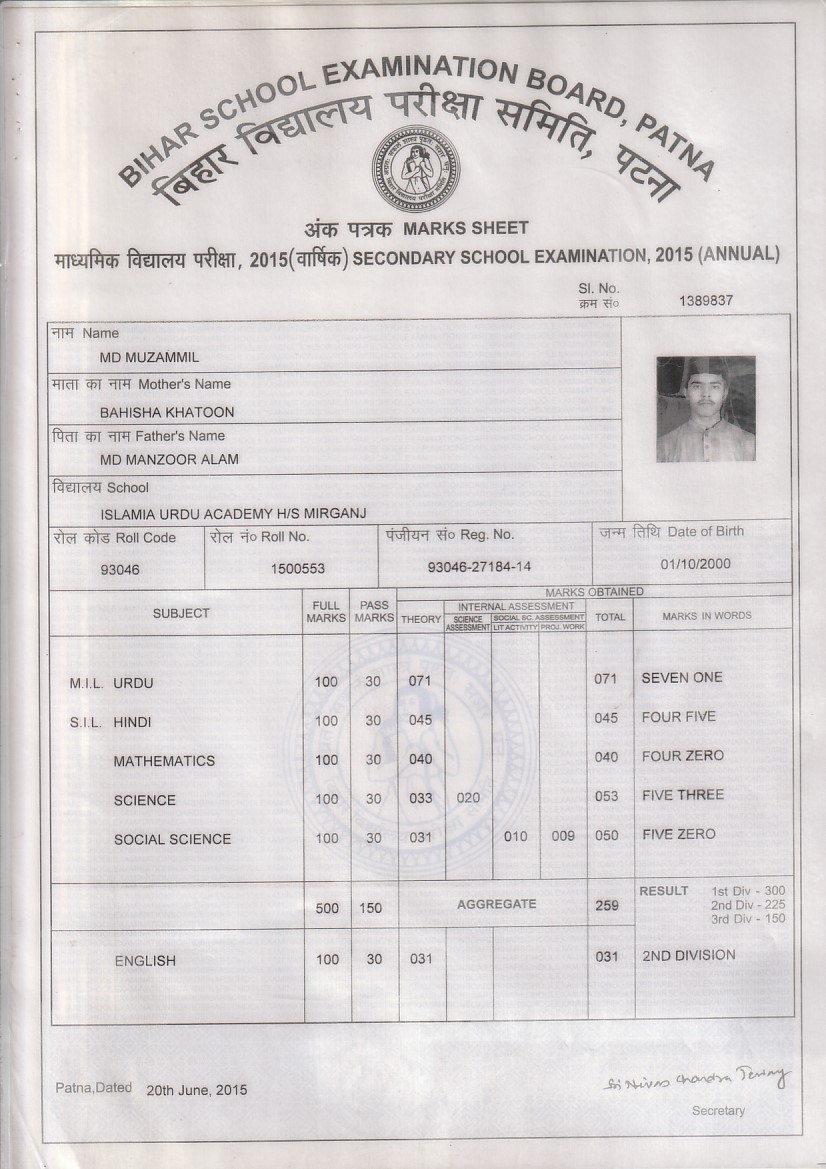 BIHAR SCHOOL EXAMINATION BOARD, PATNA
बिहार विद्यालय परीक्षा समिति, पटना
अंक पत्रक MARKS SHEET
माध्यमिक विद्यालय परीक्षा, 2015(वार्षिक) SECONDARY SCHOOL EXAMINATION, 2015 (ANNUAL)
Sl. No.
क्रम सं० 1389837
नाम Name
MD MUZAMMIL
माता का नाम Mother's Name
BAHISHA KHATOON
पिता का नाम Father's Name
MD MANZOOR ALAM
विद्यालय School
ISLAMIA URDU ACADEMY H/S MIRGANJ
रोल कोड Roll Code रोल नं० Roll No. पंजीयन सं० Reg. No. जन्म तिथि Date of Birth
93046 1500553 93046-27184-14 01/10/2000
MARKS OBTAINED
SUBJECT FULL MARKS PASS MARKS THEORY INTERNAL ASSESSMENT TOTAL MARKS IN WORDS
SCIENCE ASSESSMENT SOCIAL SC. ASSESSMENT
LIT ACTIVITY PROJ. WORK
M.I.L. URDU 100 30 071 071 SEVEN ONE
S.I.L. HINDI 100 30 045 045 FOUR FIVE
MATHEMATICS 100 30 040 040 FOUR ZERO
SCIENCE 100 30 033 020 053 FIVE THREE
SOCIAL SCIENCE 100 30 031 010 009 050 FIVE ZERO
500 150 AGGREGATE 259 RESULT 1st Div - 300
2nd Div - 225
3rd Div - 150
ENGLISH 100 30 031 031 2ND DIVISION
Patna,Dated 20th June, 2015
Secretary